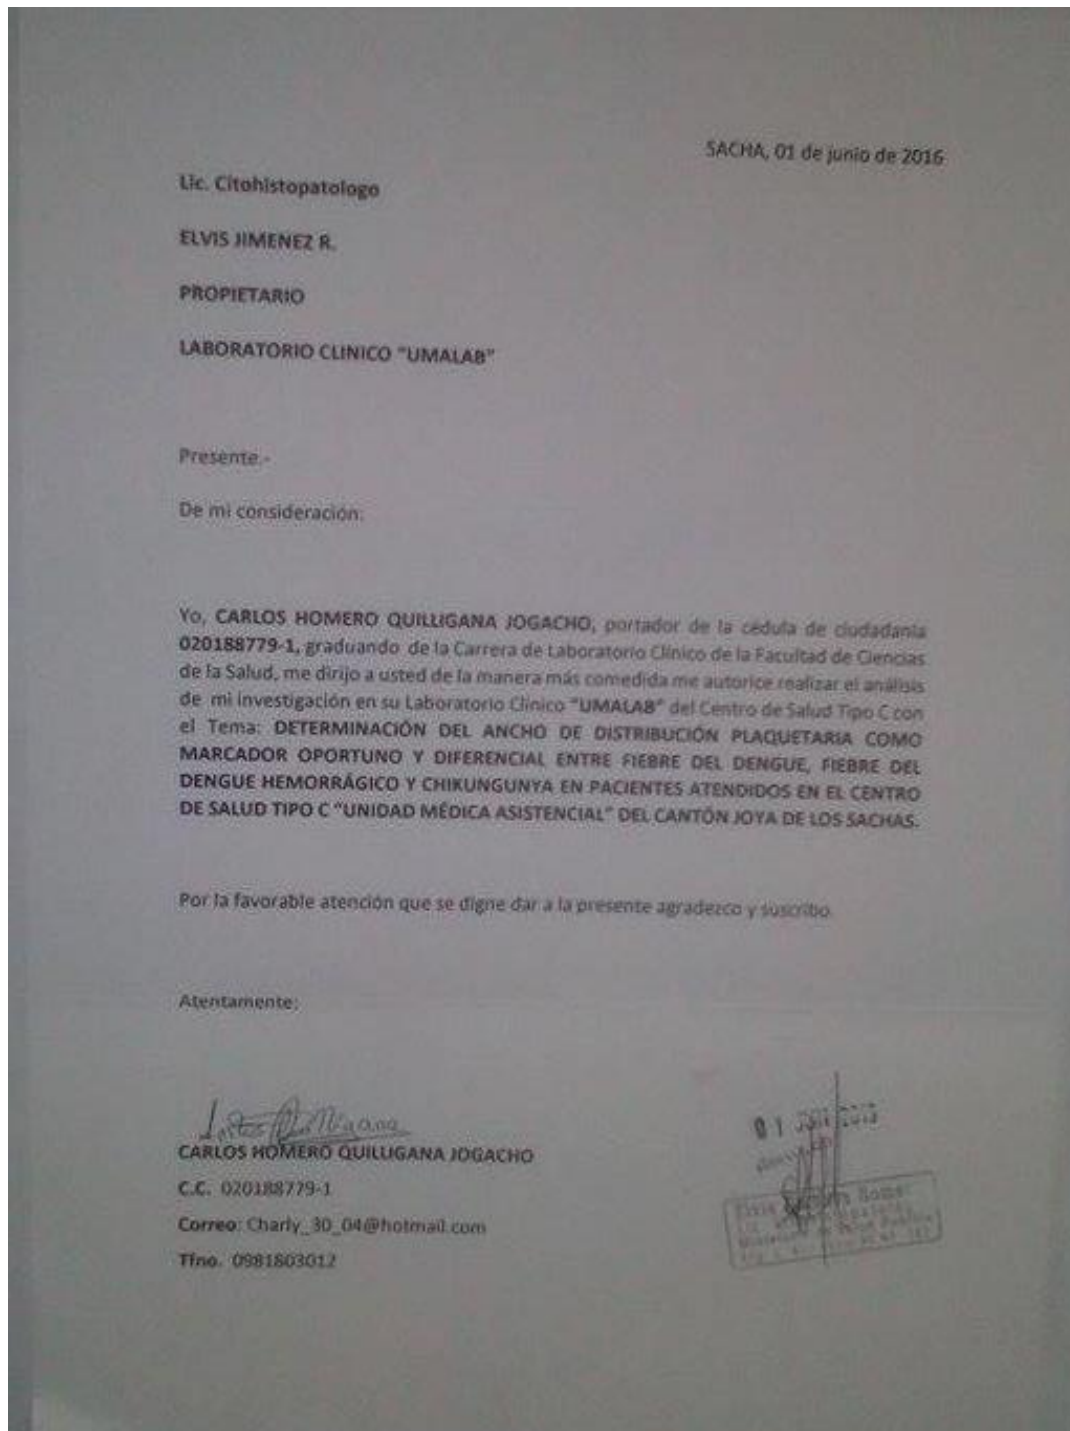 SACHA, 01 de junio de 2016
Lic. Citohistopatologo
ELVIS JIMENEZ R.
PROPIETARIO
LABORATORIO CLINICO "UMALAB"
Presente.-
De mi consideración:
Yo, CARLOS HOMERO QUILLIGANA JOGACHO, portador de la cédula de ciudadanía
020188779-1, graduando de la Carrera de Laboratorio Clínico de la Facultad de Ciencias
de la Salud, me dirijo a usted de la manera más comedida me autorice realizar el análisis
de mi investigación en su Laboratorio Clínico "UMALAB" del Centro de Salud Tipo C con
el Tema: DETERMINACIÓN DEL ANCHO DE DISTRIBUCIÓN PLAQUETARIA COMO
MARCADOR OPORTUNO Y DIFERENCIAL ENTRE FIEBRE DEL DENGUE, FIEBRE DEL
DENGUE HEMORRÁGICO Y CHIKUNGUNYA EN PACIENTES ATENDIDOS EN EL CENTRO
DE SALUD TIPO C "UNIDAD MÉDICA ASISTENCIAL" DEL CANTÓN JOYA DE LOS SACHAS.
Por la favorable atención que se digne dar a la presente agradezco y suscribo.
Atentamente;
CARLOS HOMERO QUILLIGANA JOGACHO
C.C. 020188779-1
Correo: Charly_30_04@hotmail.com
Tfno. 0981803012
01
Elvis
de Salud Pública